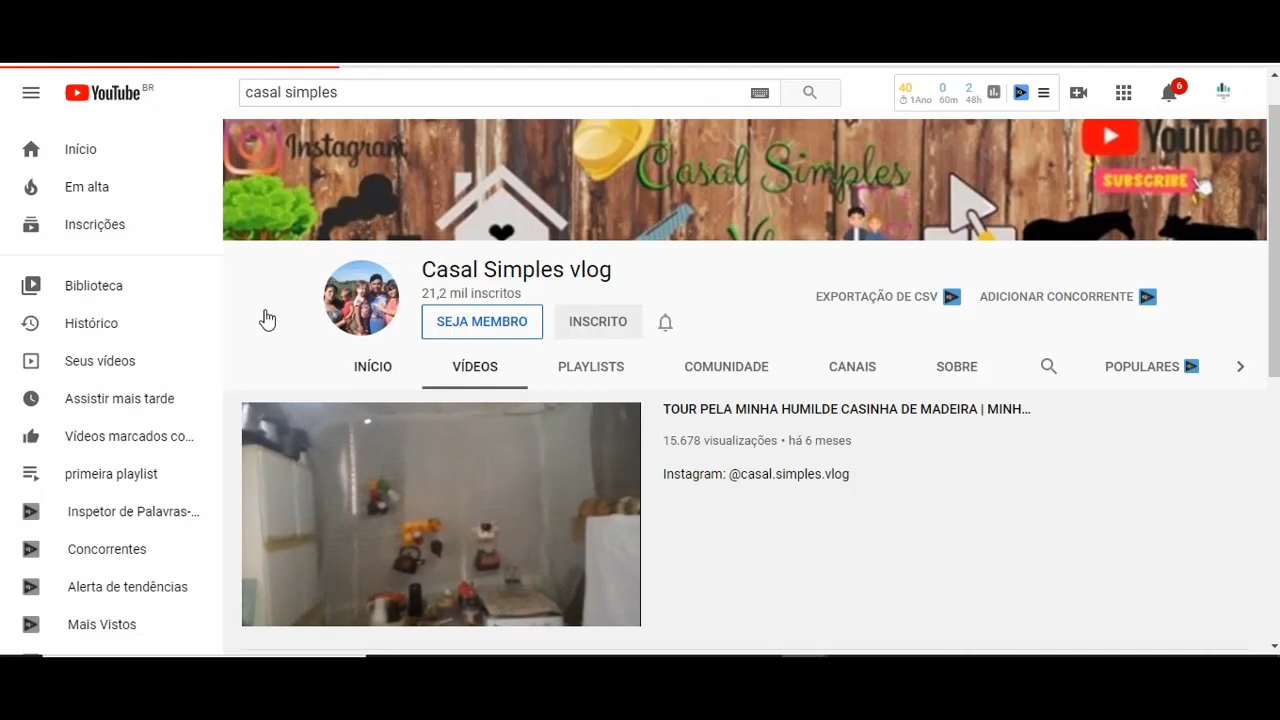 YouTube BR
casal simples
40 0 2
1Ano 60m 48h
6
Início
Em alta
Inscrições
Biblioteca
Histórico
Seus vídeos
Assistir mais tarde
Vídeos marcados co...
primeira playlist
Inspetor de Palavras-...
Concorrentes
Alerta de tendências
Mais Vistos
Instagram
Casal Simples
YouTube
SUBSCRIBE
Casal Simples vlog
21,2 mil inscritos
SEJA MEMBRO
INSCRITO
EXPORTAÇÃO DE CSV
ADICIONAR CONCORRENTE
INÍCIO VÍDEOS PLAYLISTS COMUNIDADE CANAIS SOBRE POPULARES
TOUR PELA MINHA HUMILDE CASINHA DE MADEIRA | MINH...
15.678 visualizações • há 6 meses
Instagram: @casal.simples.vlog